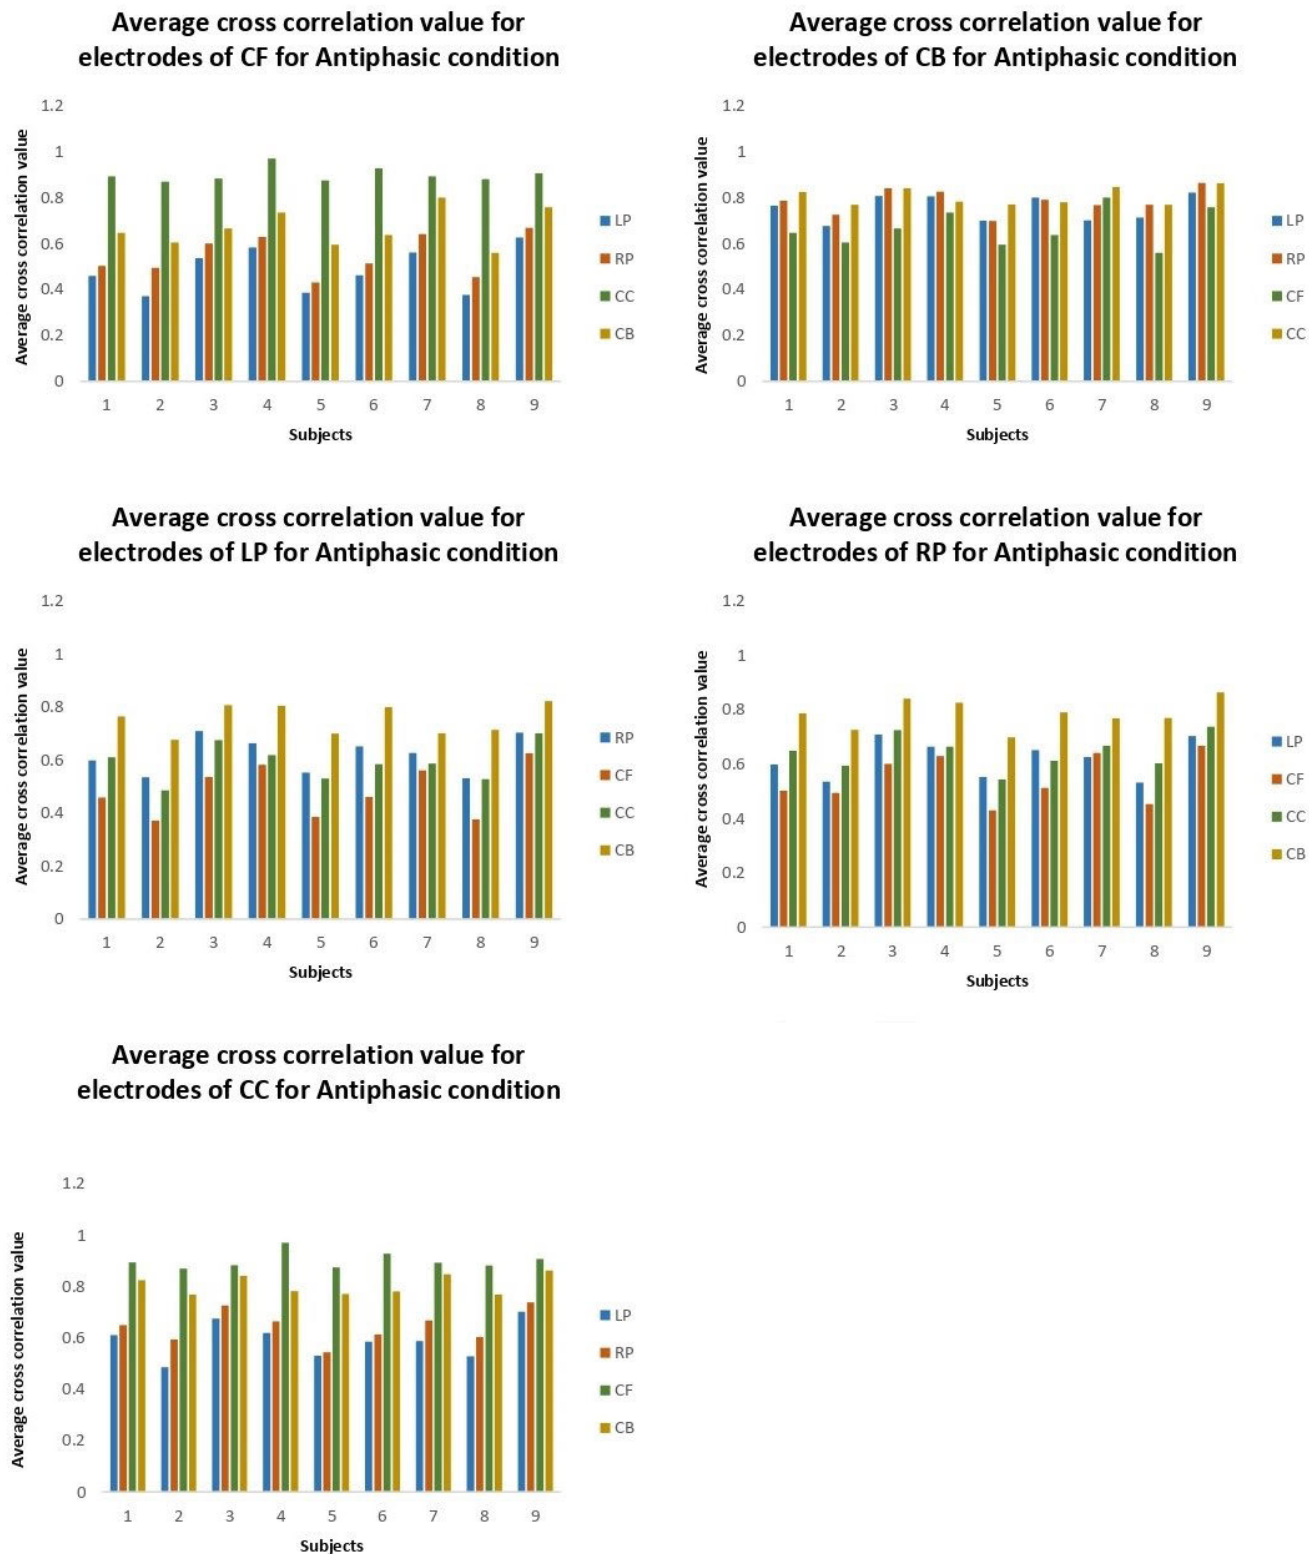 Average cross correlation value for
electrodes of CF for Antiphasic condition
1.2
1
0.8
0.6
0.4
0.2
0
Average cross correlation value
1 2 3 4 5 6 7 8 9
Subjects
LP
RP
CC
CB
Average cross correlation value for
electrodes of CB for Antiphasic condition
1.2
1
0.8
0.6
0.4
0.2
0
Average cross correlation value
1 2 3 4 5 6 7 8 9
Subjects
LP
RP
CF
CC
Average cross correlation value for
electrodes of LP for Antiphasic condition
1.2
1
0.8
0.6
0.4
0.2
0
Average cross correlation value
1 2 3 4 5 6 7 8 9
Subjects
RP
CF
CC
CB
Average cross correlation value for
electrodes of RP for Antiphasic condition
1.2
1
0.8
0.6
0.4
0.2
0
Average cross correlation value
1 2 3 4 5 6 7 8 9
Subjects
LP
CF
CC
CB
Average cross correlation value for
electrodes of CC for Antiphasic condition
1.2
1
0.8
0.6
0.4
0.2
0
Average cross correlation value
1 2 3 4 5 6 7 8 9
Subjects
LP
RP
CF
CB